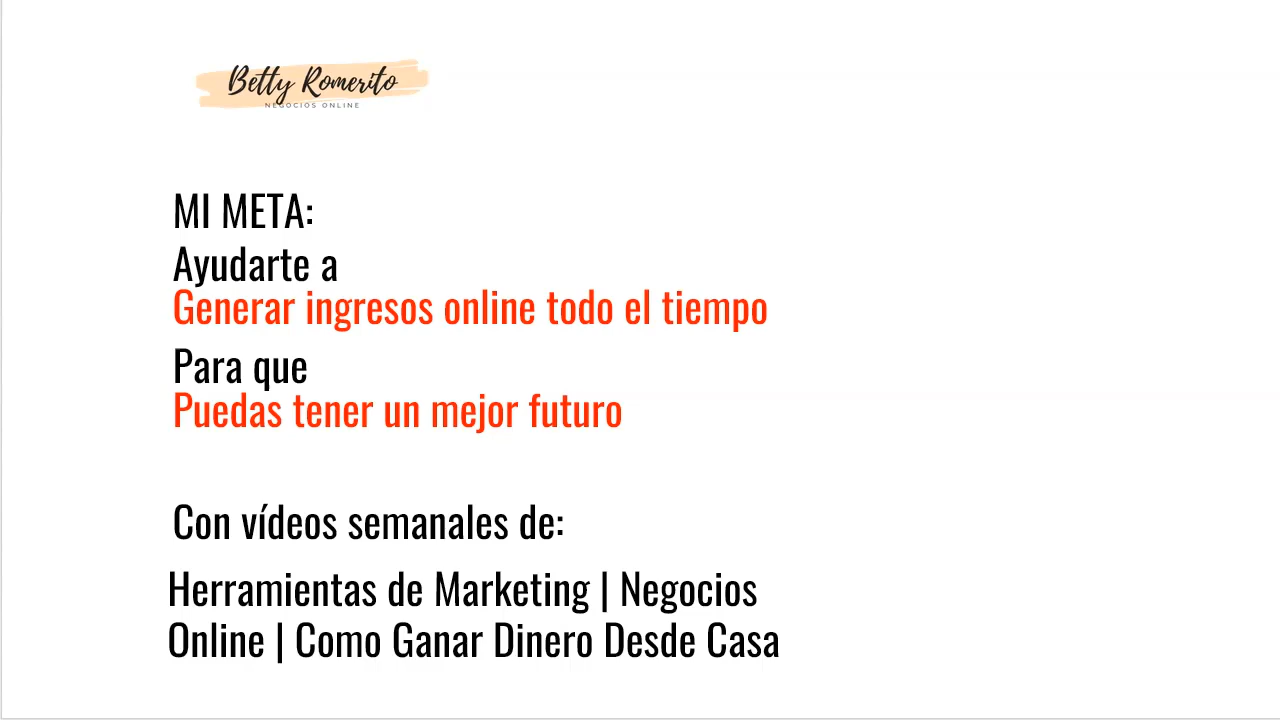 Betty Romerito
NEGOCIOS ONLINE
MI META:
Ayudarte a
Generar ingresos online todo el tiempo
Para que
Puedas tener un mejor futuro
Con vídeos semanales de:
Herramientas de Marketing | Negocios
Online | Como Ganar Dinero Desde Casa